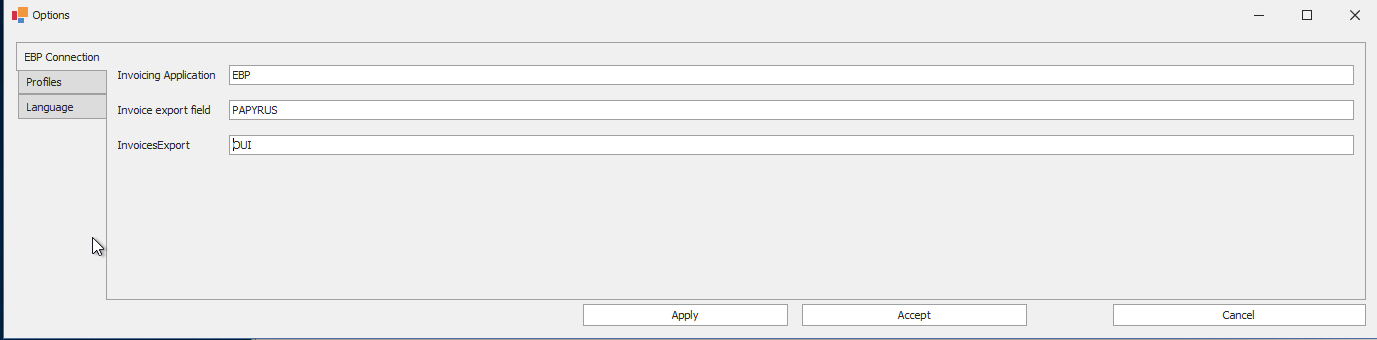 Options
EBP Connection
Profiles
Language
Invoicing Application EBP
Invoice export field PAPYRUS
InvoicesExport OUI
Apply Accept Cancel